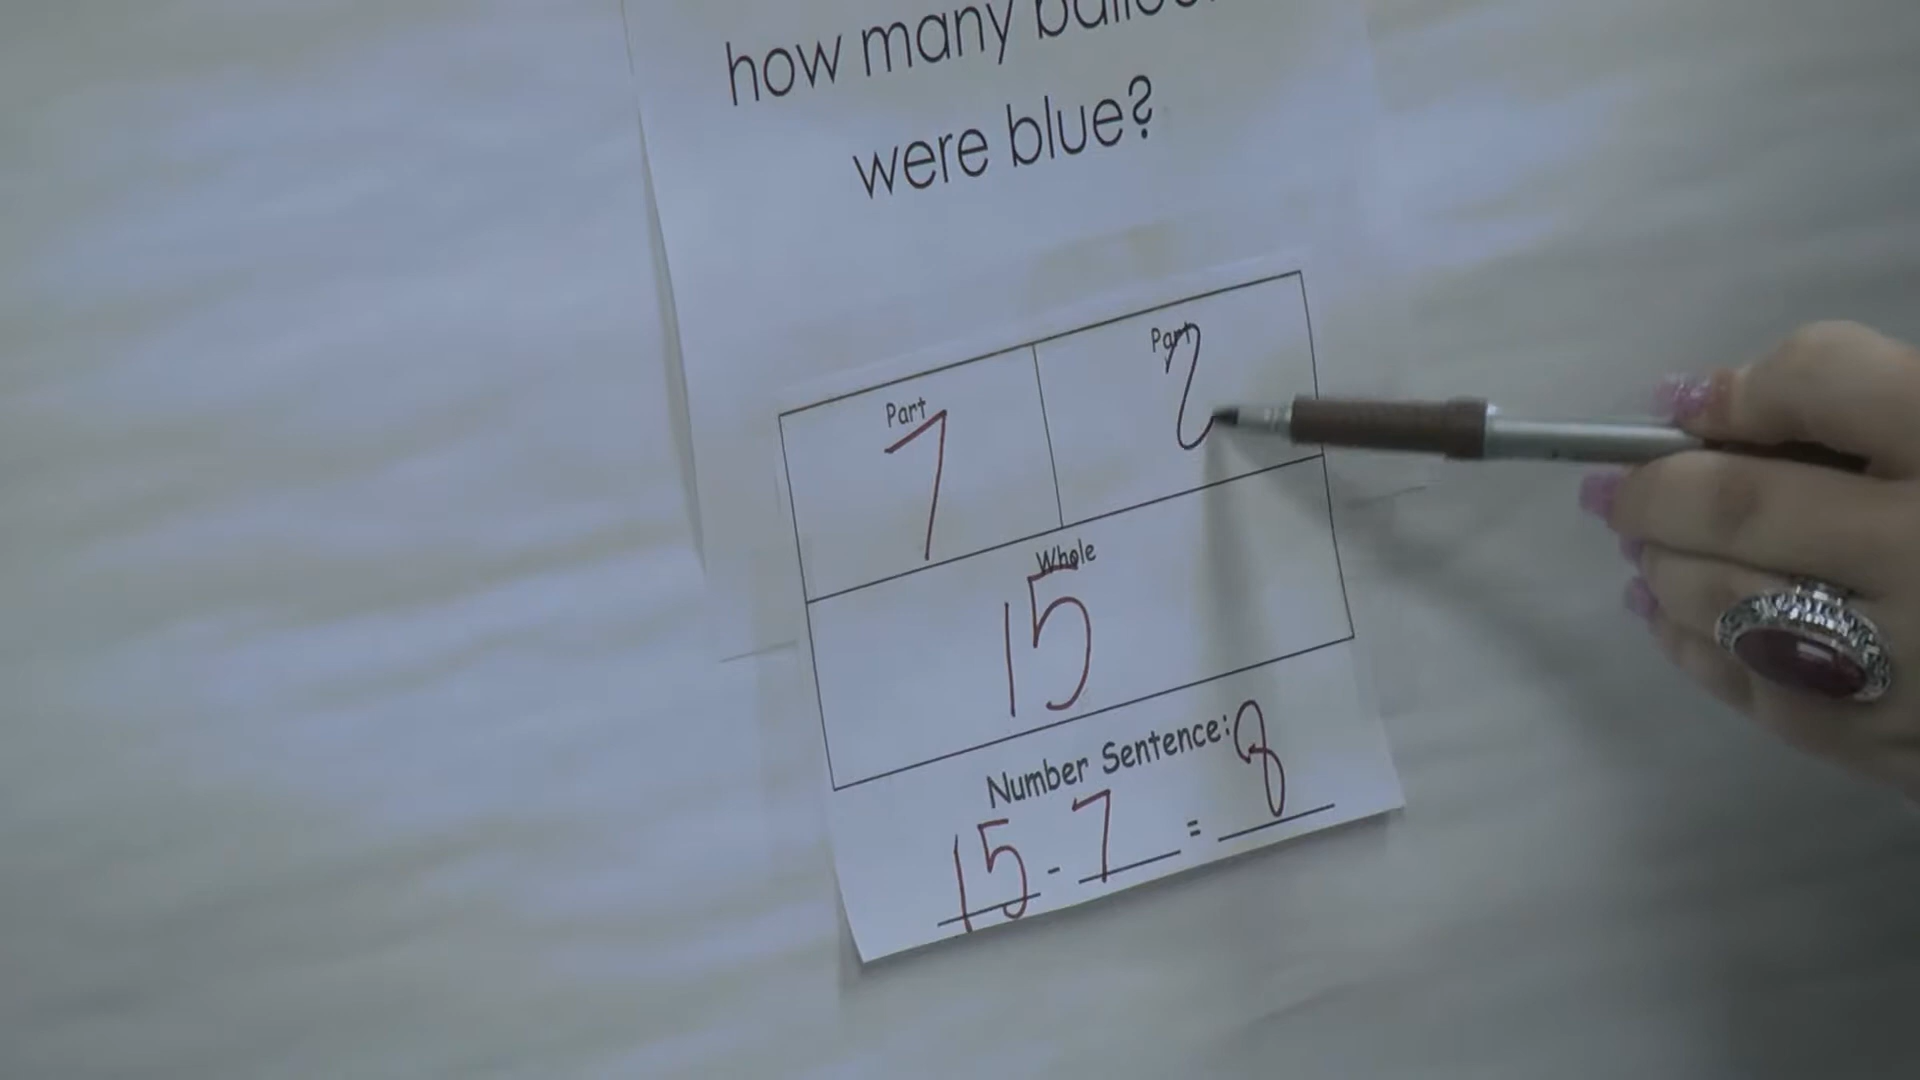 how many
were blue?
Part
Part
7
Whole
15
Number Sentence:
15 - 7 = 8